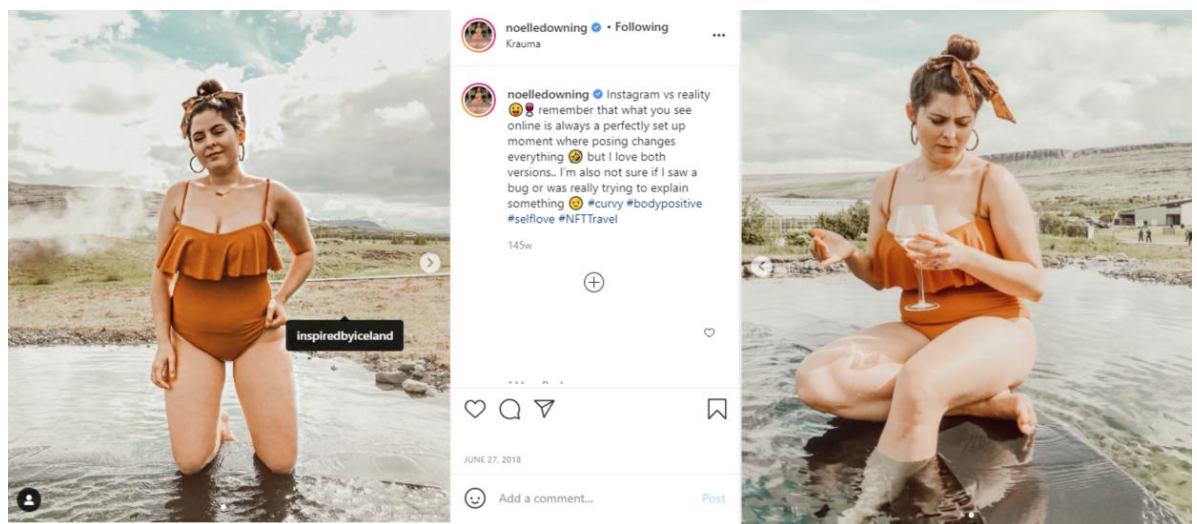 inspiredbyiceland
noelledowning • Following
Krauma
noelledowning Instagram vs reality
😛🍷 remember that what you see
online is always a perfectly set up
moment where posing changes
everything 🤣 but I love both
versions.. I'm also not sure if I saw a
bug or was really trying to explain
something 🤨 #curvy #bodypositive
#selflove #NFTTravel
145w
JUNE 27, 2018
Add a comment...
Post